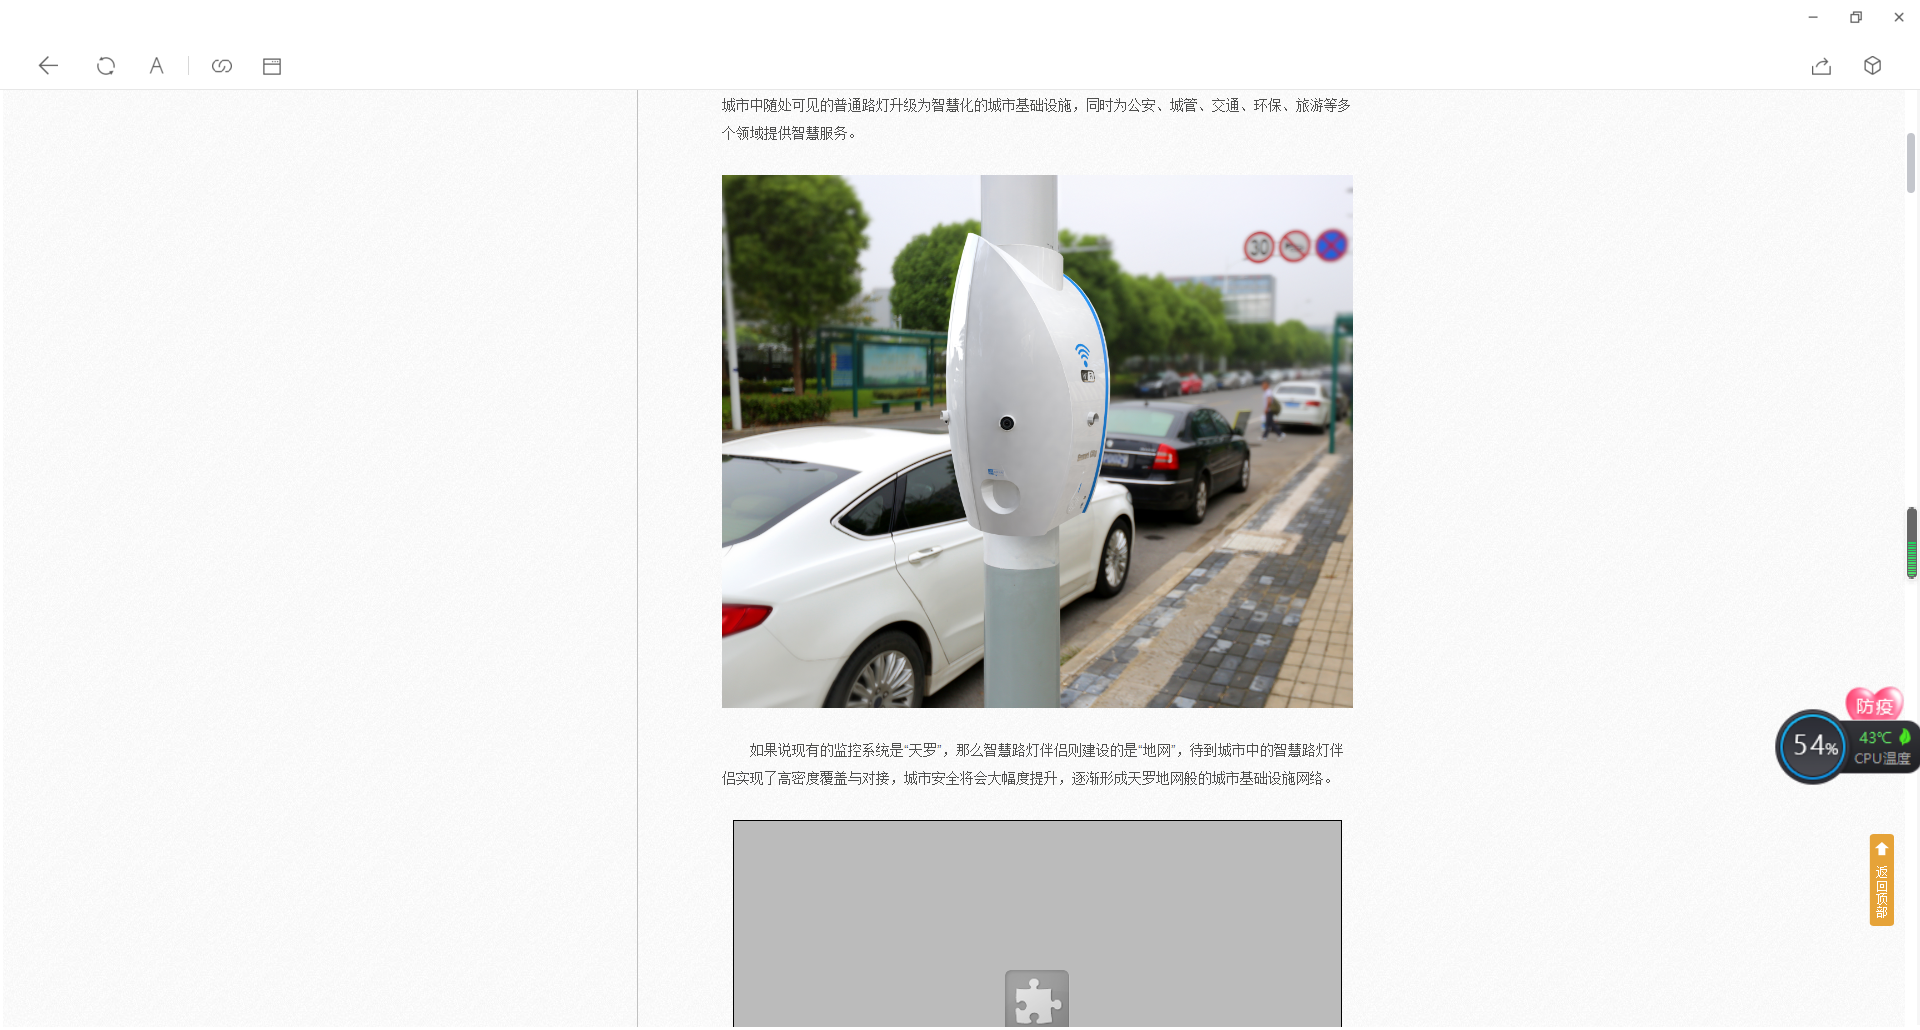 城市中随处可见的普通路灯升级为智慧化的城市基础设施，同时为公安、城管、交通、环保、旅游等多
个领域提供智慧服务。
30
如果说现有的监控系统是“天罗”，那么智慧路灯伴侣则建设的是“地网”，待到城市中的智慧路灯伴
侣实现了高密度覆盖与对接，城市安全将会大幅度提升，逐渐形成天罗地网般的城市基础设施网络。
防疫
54%
43℃
CPU温度
返回顶部